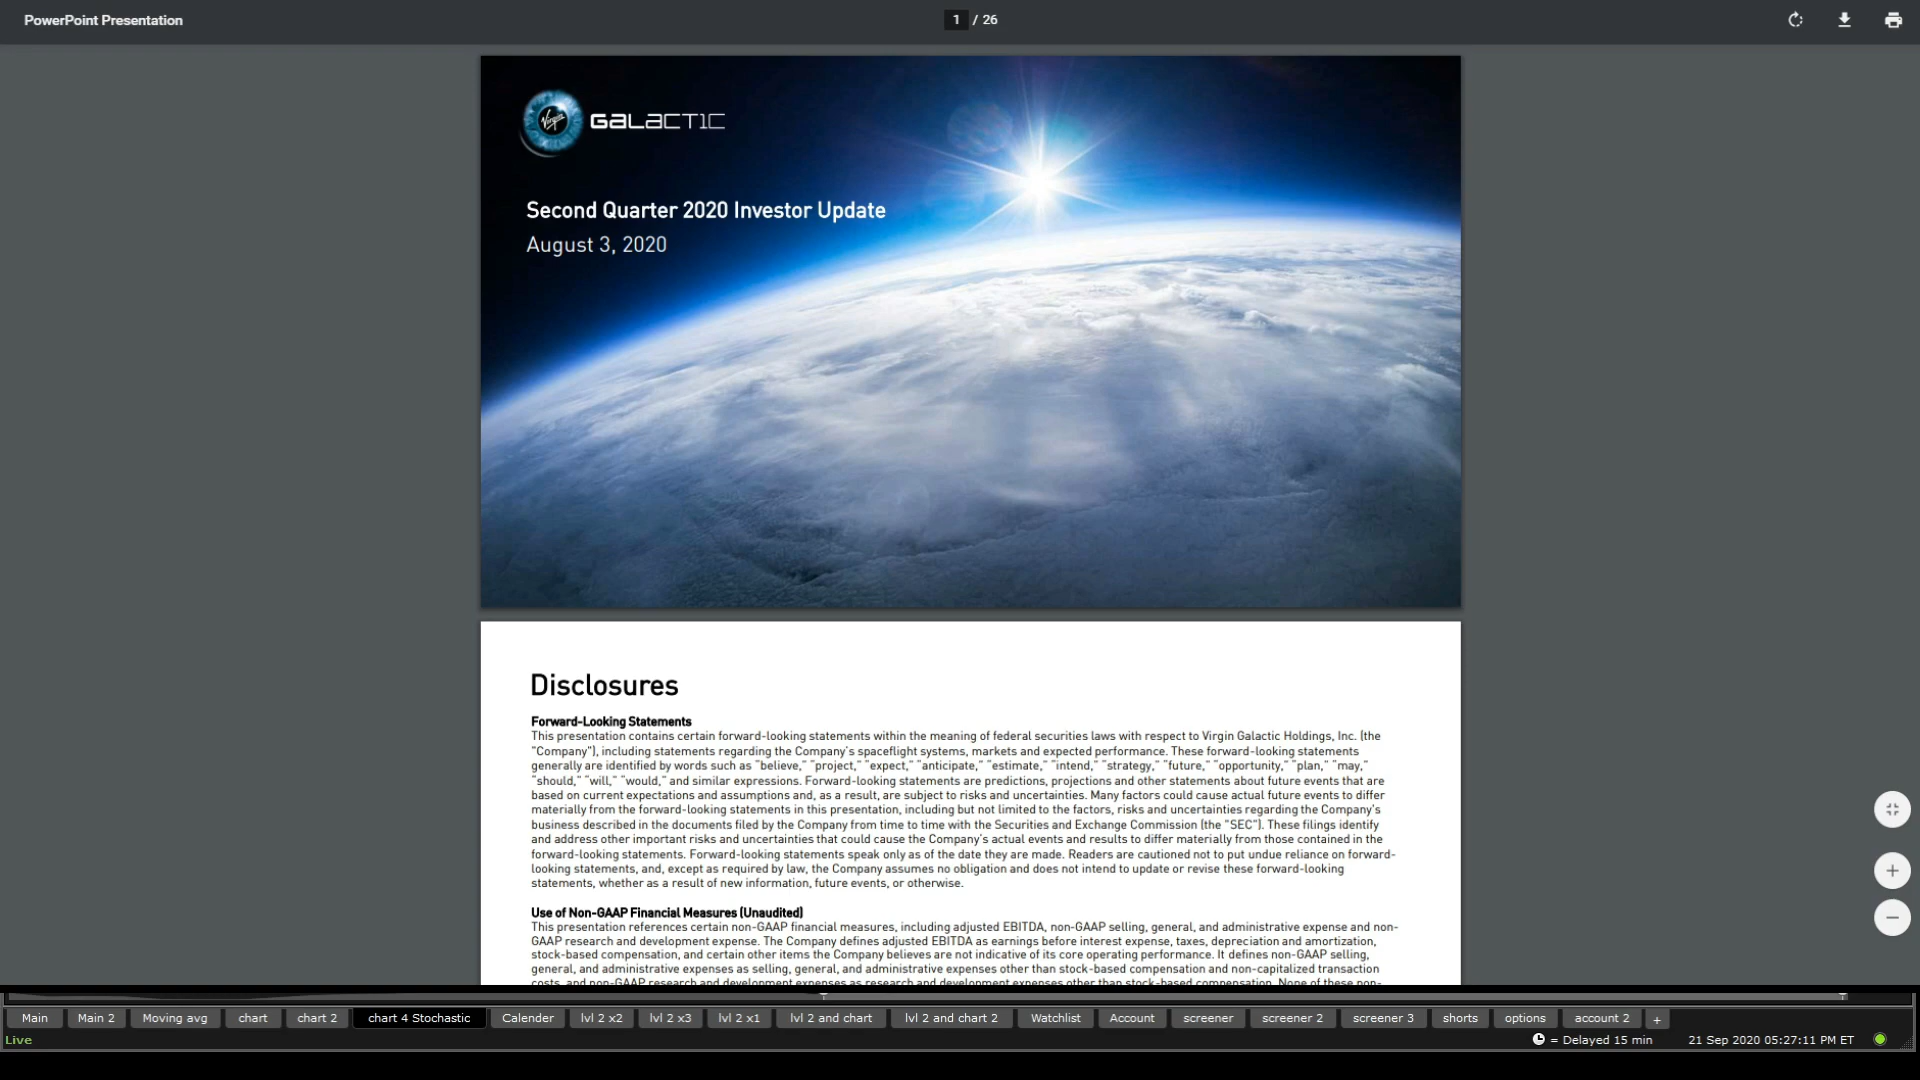 PowerPoint Presentation
1 / 26
Virgin GALACTIC
Second Quarter 2020 Investor Update
August 3, 2020
Disclosures
Forward-Looking Statements
This presentation contains certain forward-looking statements within the meaning of federal securities laws with respect to Virgin Galactic Holdings, Inc. (the
"Company"), including statements regarding the Company's spaceflight systems, markets and expected performance. These forward-looking statements
generally are identified by words such as "believe," "project," "expect," "anticipate," "estimate," "intend," "strategy," "future," "opportunity," "plan," "may,"
"should," "will," "would," and similar expressions. Forward-looking statements are predictions, projections and other statements about future events that are
based on current expectations and assumptions and, as a result, are subject to risks and uncertainties. Many factors could cause actual future events to differ
materially from the forward-looking statements in this presentation, including but not limited to the factors, risks and uncertainties regarding the Company's
business described in the documents filed by the Company from time to time with the Securities and Exchange Commission (the "SEC"). These filings identify
and address other important risks and uncertainties that could cause the Company's actual events and results to differ materially from those contained in the
forward-looking statements. Forward-looking statements speak only as of the date they are made. Readers are cautioned not to put undue reliance on forward-
looking statements, and, except as required by law, the Company assumes no obligation and does not intend to update or revise these forward-looking
statements, whether as a result of new information, future events, or otherwise.
Use of Non-GAAP Financial Measures (Unaudited)
This presentation references certain non-GAAP financial measures, including adjusted EBITDA, non-GAAP selling, general, and administrative expense and non-
GAAP research and development expense. The Company defines adjusted EBITDA as earnings before interest expense, taxes, depreciation and amortization,
stock-based compensation, and certain other items the Company believes are not indicative of its core operating performance. It defines non-GAAP selling,
general, and administrative expenses as selling, general, and administrative expenses other than stock-based compensation and non-capitalized transaction
costs, and non-GAAP research and development expenses as research and development expenses other than stock-based compensation. None of these non-
Main Main 2 Moving avg chart chart 2 chart 4 Stochastic Calender lvl 2 x2 lvl 2 x3 lvl 2 x1 lvl 2 and chart lvl 2 and chart 2 Watchlist Account screener screener 2 screener 3 shorts options account 2 +
Live = Delayed 15 min 21 Sep 2020 05:27:11 PM ET